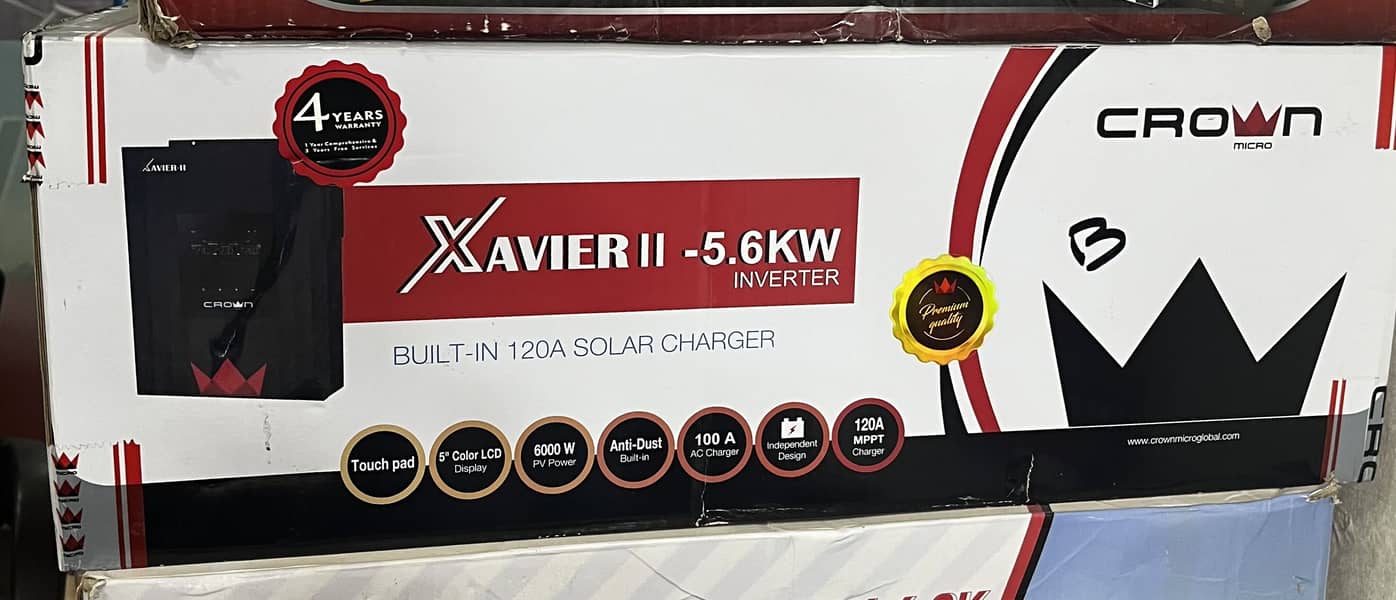 4 YEARS
WARRANTY
1 Year Comprehensive &
3 Years Free Services
XAVIER-II
CROWN
XAVIER II -5.6KW
INVERTER
BUILT-IN 120A SOLAR CHARGER
Touch pad
5" Color LCD
Display
6000 W
PV Power
Anti-Dust
Built-in
100 A
AC Charger
Independent
Design
120A
MPPT
Charger
Premium
quality
CROWN
MICRO
B
www.crownmicroglobal.com